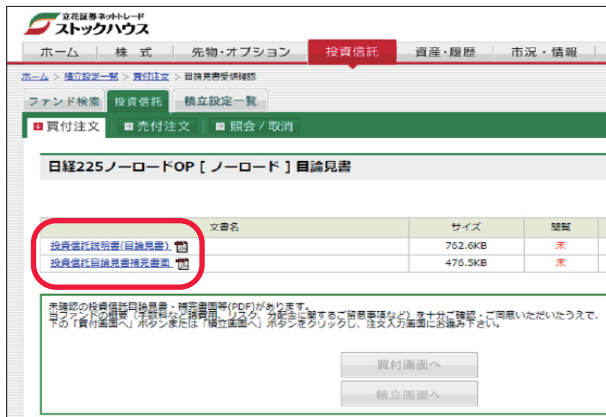 立花証券ネットトレード
ストックハウス
ホーム 株 式 先物・オプション 投資信託 資産・履歴 市況・情報
ホーム > 積立設定一覧 > 買付注文 > 目論見書受領確認
ファンド検索 投資信託 積立設定一覧
買付注文 売付注文 照会 / 取消
日経225ノーロードOP [ ノーロード ] 目論見書
文書名 サイズ 閲覧
投資信託説明書(目論見書) 762.6KB 未
投資信託目論見書補完書面 476.5KB 未
未確認の投資信託目論見書・補完書面等(PDF)があります。
当ファンドの概要（手数料など諸費用、リスク、分配金に関するご留意事項など）を十分ご確認・ご同意いただいたうえで、
下の「買付画面へ」ボタンまたは「積立画面へ」ボタンをクリックし、注文入力画面にお進み下さい。
買付画面へ
積立画面へ